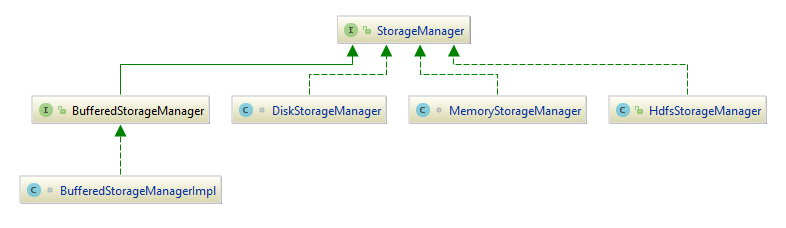 I StorageManager
I BufferedStorageManager
C DiskStorageManager
C MemoryStorageManager
C HdfsStorageManager
C BufferedStorageManagerImpl